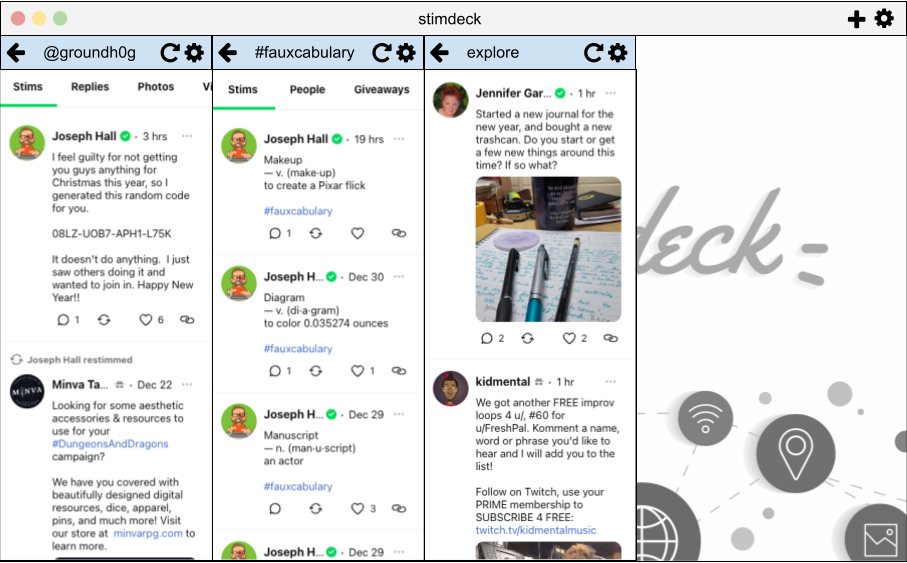 stimdeck
@groundh0g
Stims Replies Photos
Joseph Hall · 3 hrs ···
I feel guilty for not getting
you guys anything for
Christmas this year, so I
generated this random code
for you.
08LZ-UOB7-APH1-L75K
It doesn't do anything. I just
saw others doing it and
wanted to join in. Happy New
Year!!
1 6
Joseph Hall restimmed
Minva Ta... · Dec 22 ···
MINVA
Looking for some aesthetic
accessories & resources to
use for your
#DungeonsAndDragons
campaign?
We have you covered with
beautifully designed digital
resources, dice, apparel,
pins, and much more! Visit
our store at minvarpg.com to
learn more.
#fauxcabulary
Stims People Giveaways
Joseph Hall · 19 hrs ···
Makeup
— v. (make·up)
to create a Pixar flick
#fauxcabulary
1
Joseph H... · Dec 30 ···
Diagram
— v. (di·a·gram)
to color 0.035274 ounces
#fauxcabulary
1 1
Joseph H... · Dec 29 ···
Manuscript
— n. (man·u·script)
an actor
#fauxcabulary
3
Joseph H... · Dec 29 ···
explore
Jennifer Gar... · 1 hr ···
Started a new journal for the
new year, and bought a new
trashcan. Do you start or get
a few new things around this
time? If so what?
2 2
kidmental · 1 hr ···
We got another FREE improv
loops 4 u/, #60 for
u/FreshPal. Komment a name,
word or phrase you'd like to
hear and I will add you to the
list!
Follow on Twitch, use your
PRIME membership to
SUBSCRIBE 4 FREE:
twitch.tv/kidmentalmusic
deck